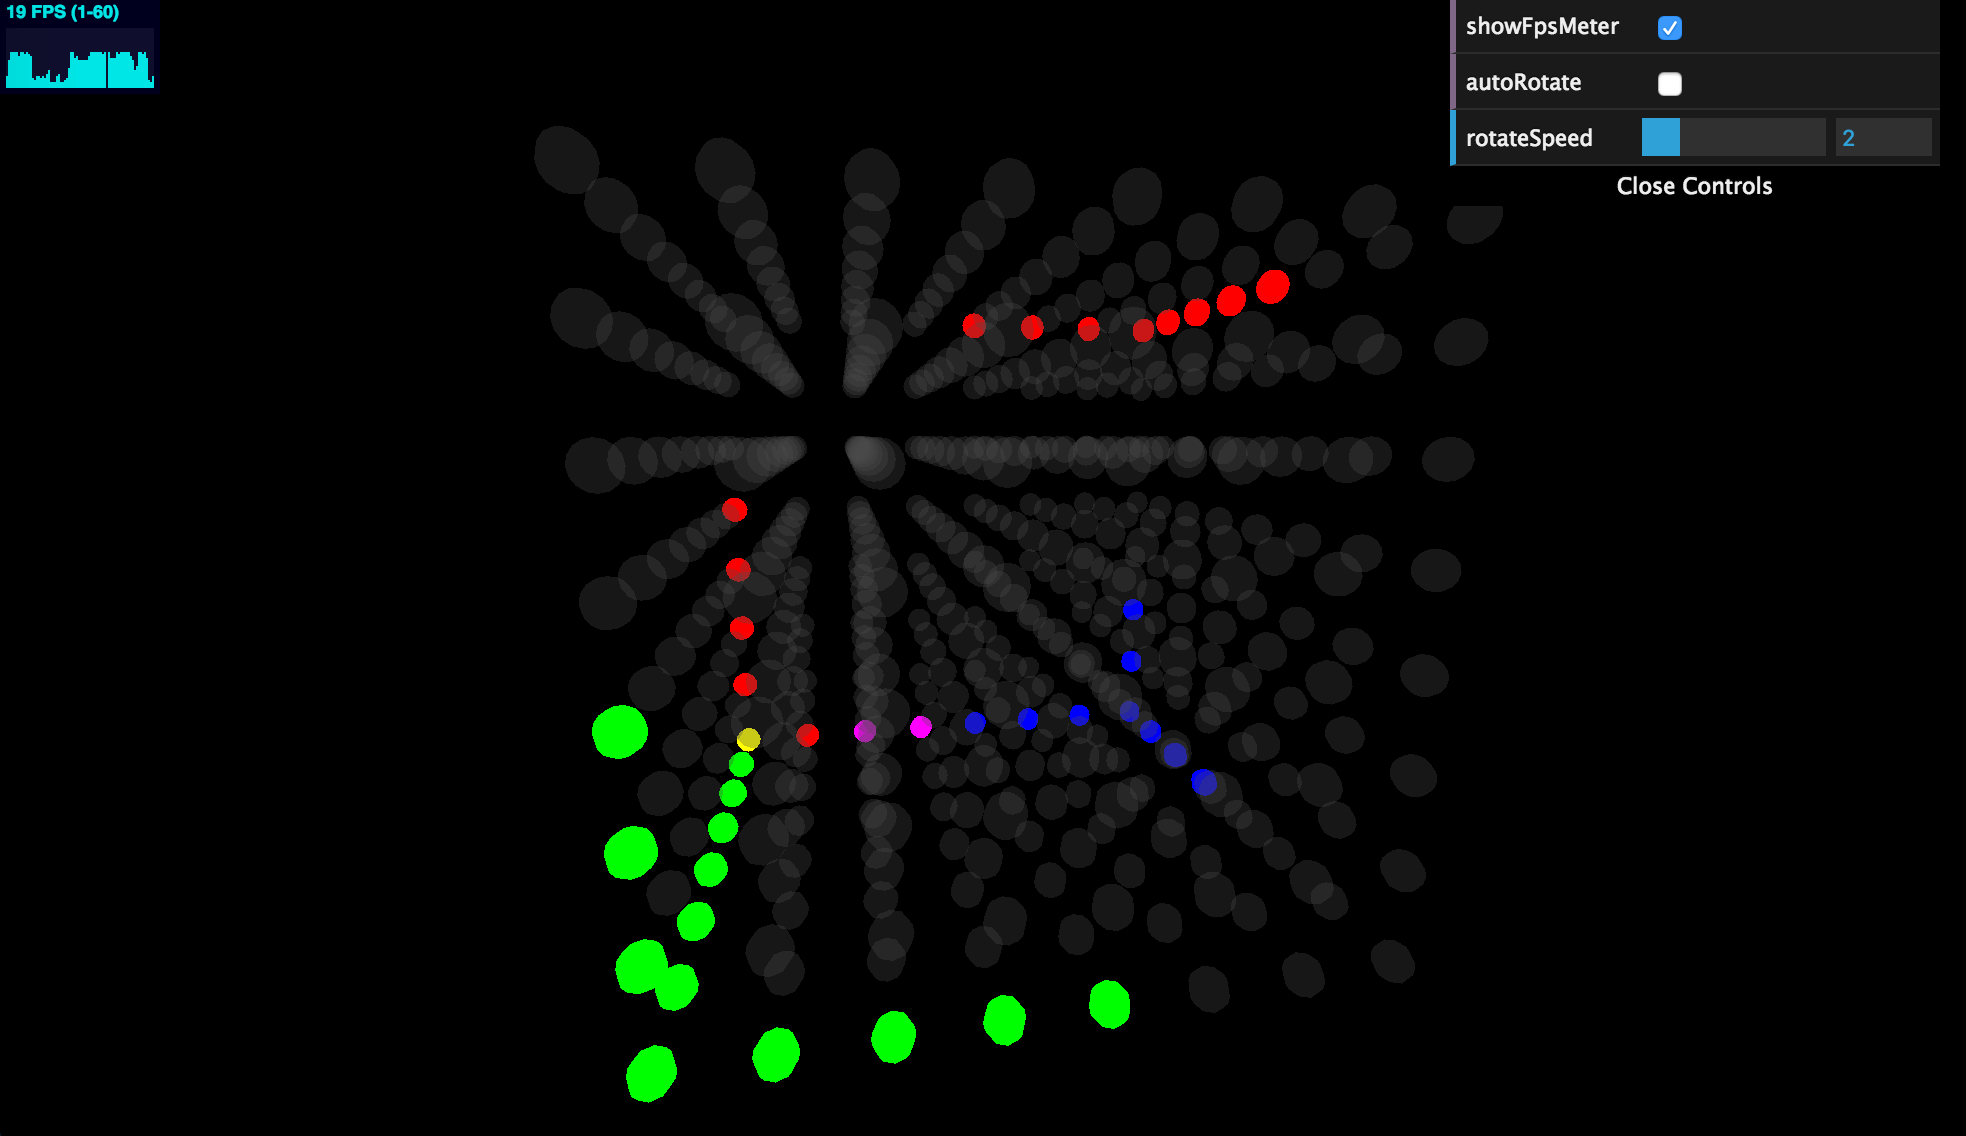 19 FPS (1-60)
showFpsMeter
autoRotate
rotateSpeed 2
Close Controls